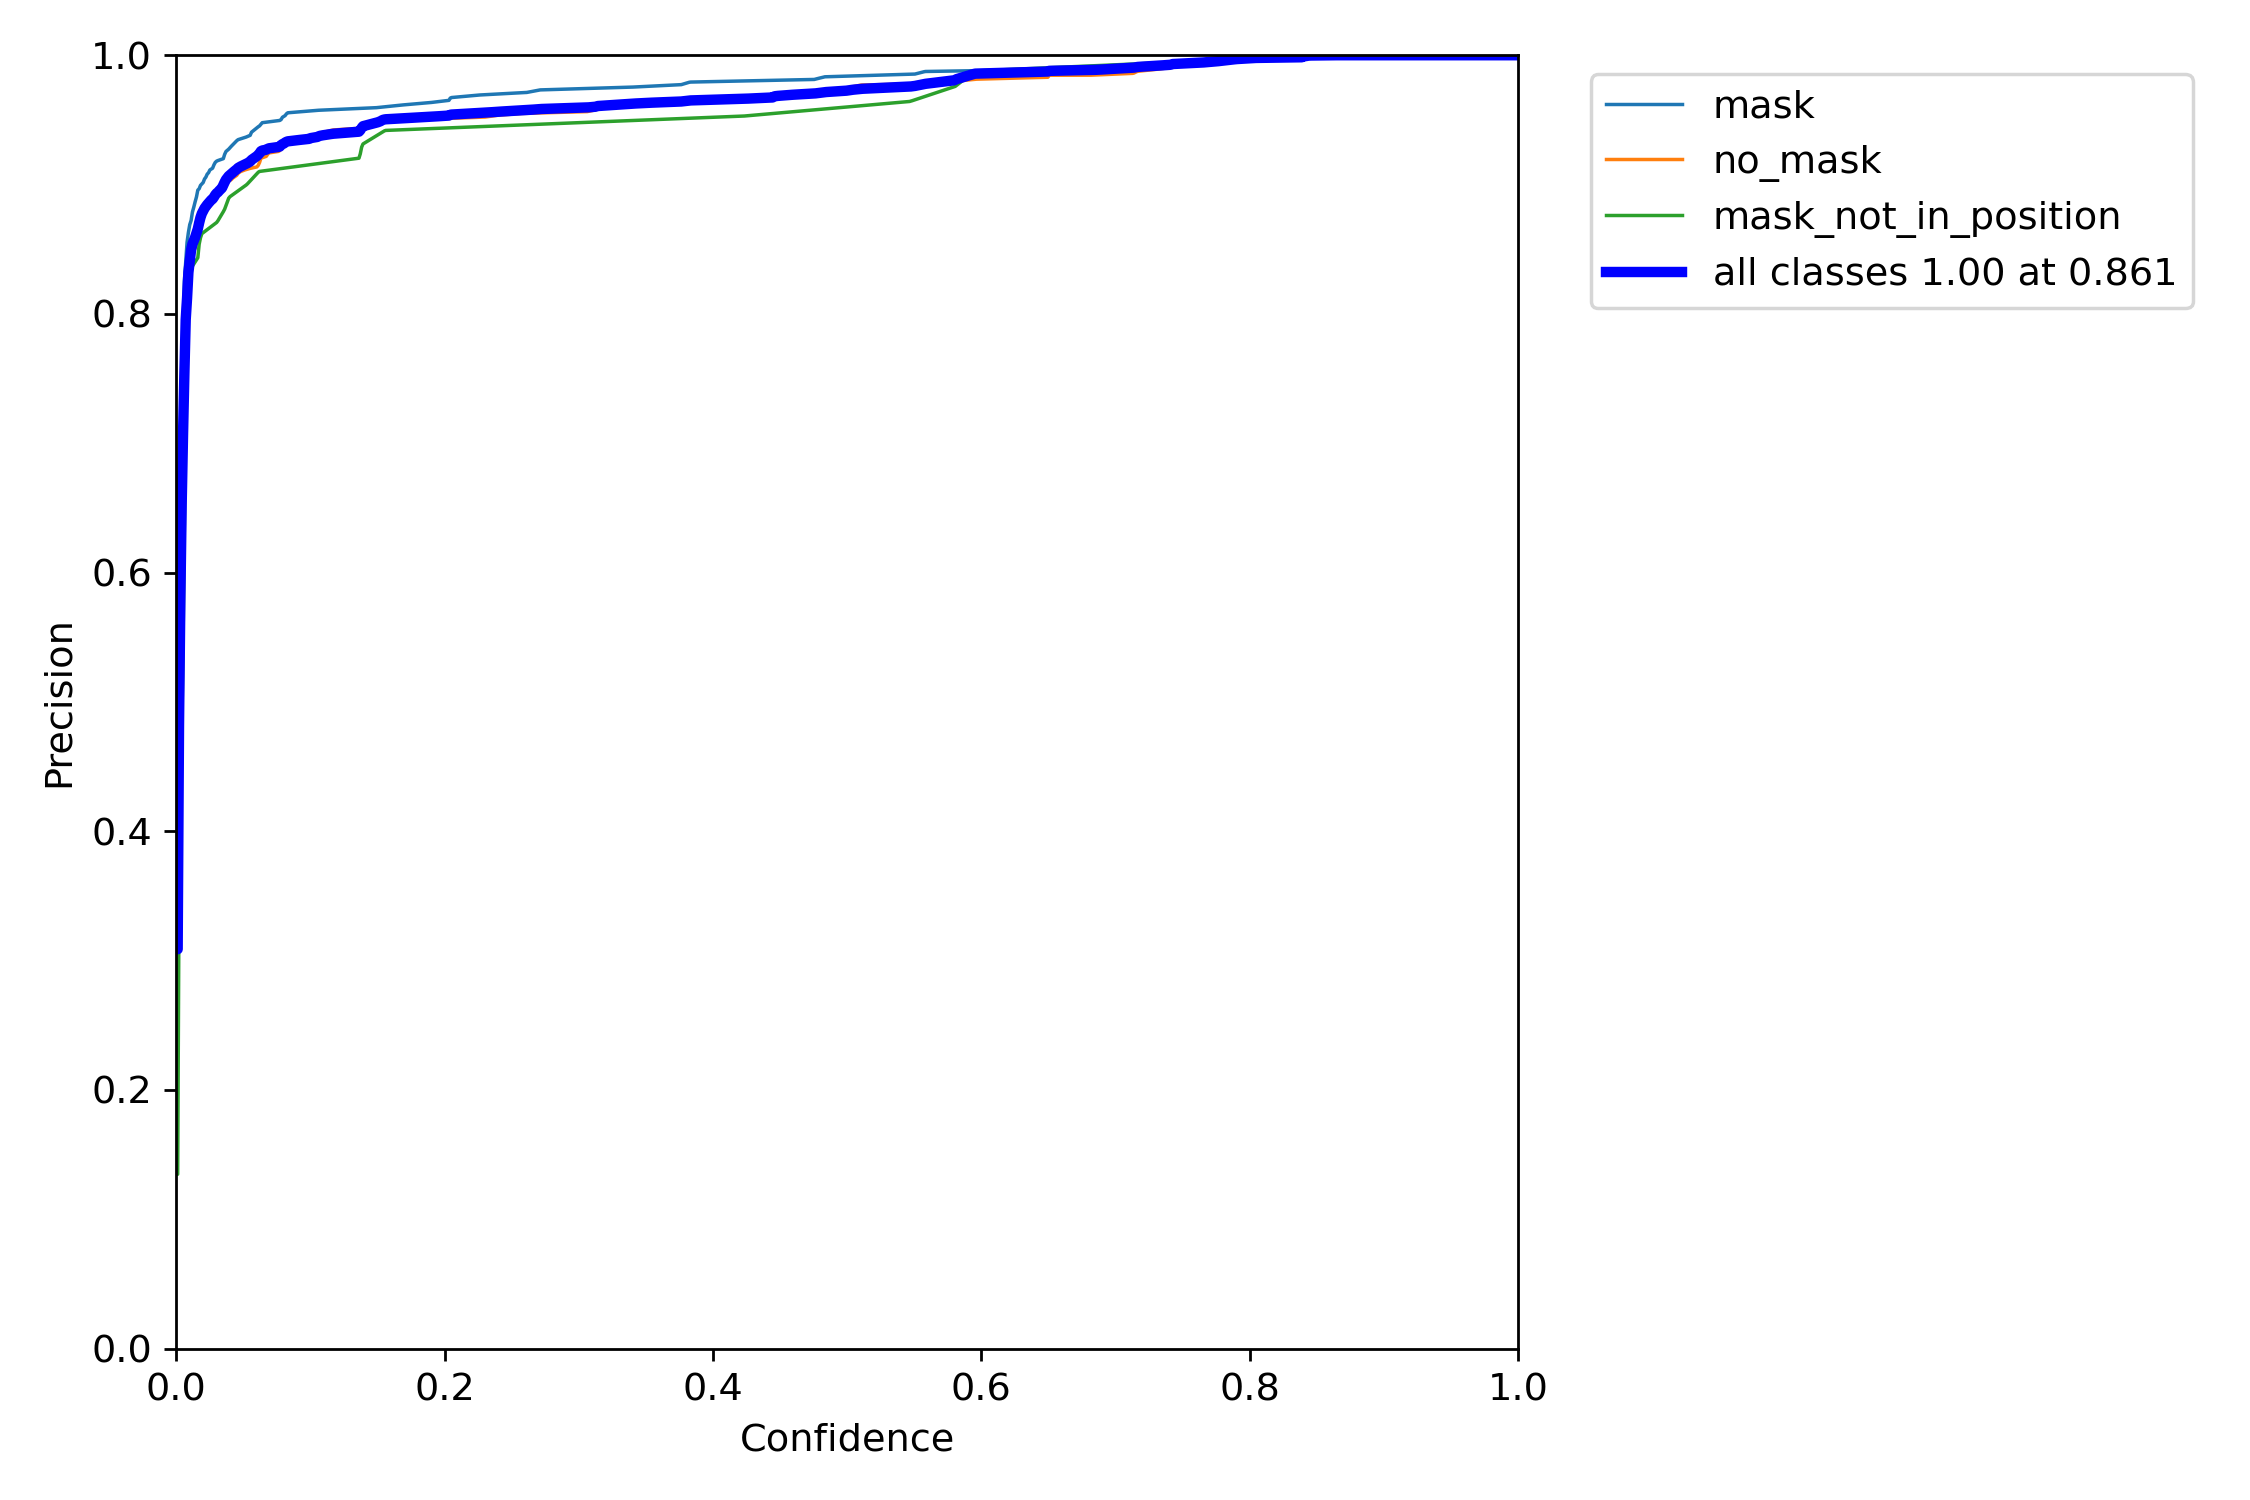 1.0
0.8
0.6
0.4
0.2
0.0
Precision
0.0 0.2 0.4 0.6 0.8 1.0
Confidence
mask
no_mask
mask_not_in_position
all classes 1.00 at 0.861